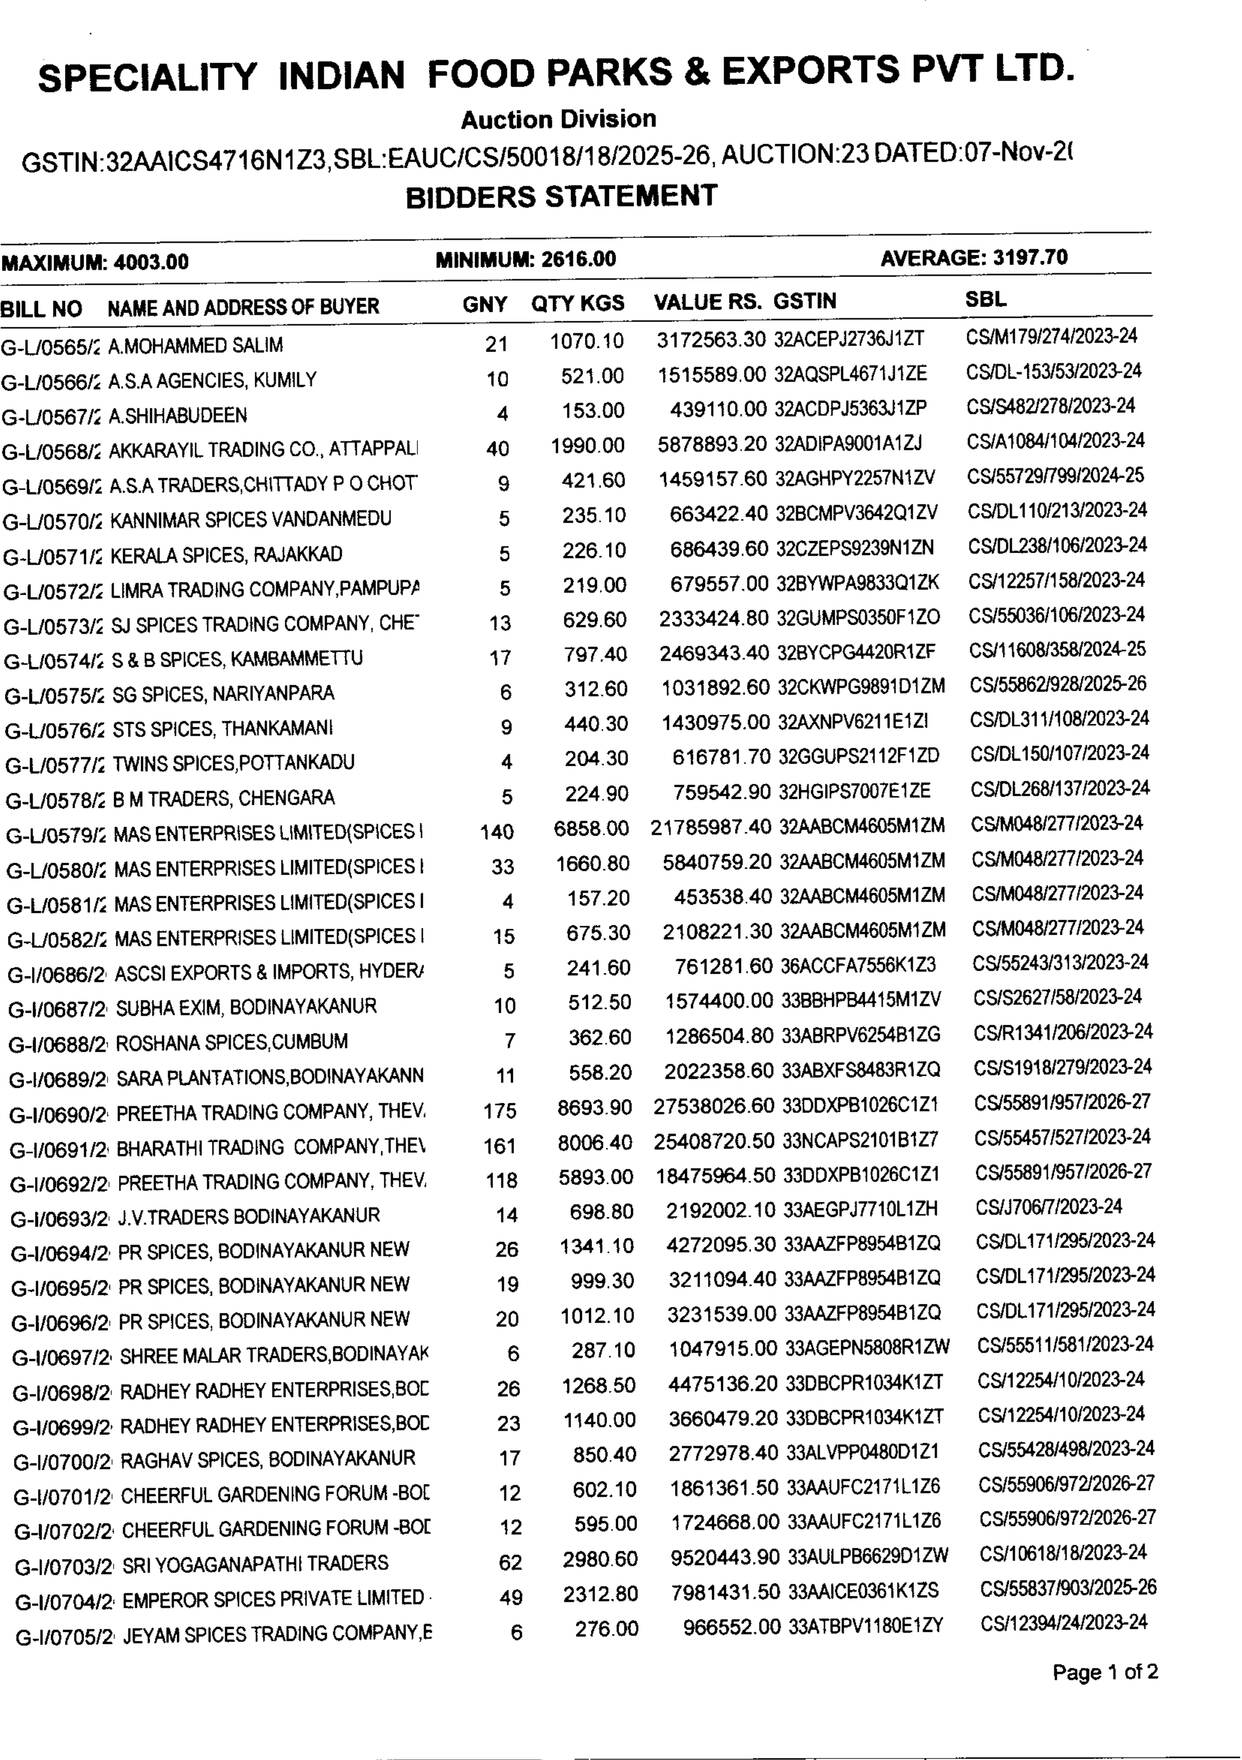 SPECIALITY INDIAN FOOD PARKS & EXPORTS PVT LTD.
Auction Division
GSTIN:32AAICS4716N1Z3,SBL:EAUC/CS/50018/18/2025-26, AUCTION:23 DATED:07-Nov-2(
BIDDERS STATEMENT
MAXIMUM: 4003.00 MINIMUM: 2616.00 AVERAGE: 3197.70
BILL NO NAME AND ADDRESS OF BUYER GNY QTY KGS VALUE RS. GSTIN SBL
G-L/0565/2 A.MOHAMMED SALIM 21 1070.10 3172563.30 32ACEPJ2736J1ZT CS/M179/274/2023-24
G-L/0566/2 A.S.A AGENCIES, KUMILY 10 521.00 1515589.00 32AQSPL4671J1ZE CS/DL-153/53/2023-24
G-L/0567/2 A.SHIHABUDEEN 4 153.00 439110.00 32ACDPJ5363J1ZP CS/S482/278/2023-24
G-L/0568/2 AKKARAYIL TRADING CO., ATTAPPALI 40 1990.00 5878893.20 32ADIPA9001A1ZJ CS/A1084/104/2023-24
G-L/0569/2 A.S.A TRADERS,CHITTADY P O CHOT 9 421.60 1459157.60 32AGHPY2257N1ZV CS/55729/799/2024-25
G-L/0570/2 KANNIMAR SPICES VANDANMEDU 5 235.10 663422.40 32BCMPV3642Q1ZV CS/DL110/213/2023-24
G-L/0571/2 KERALA SPICES, RAJAKKAD 5 226.10 686439.60 32CZEPS9239N1ZN CS/DL238/106/2023-24
G-L/0572/2 LIMRA TRADING COMPANY,PAMPUPA 5 219.00 679557.00 32BYWPA9833Q1ZK CS/12257/158/2023-24
G-L/0573/2 SJ SPICES TRADING COMPANY, CHE 13 629.60 2333424.80 32GUMPS0350F1ZO CS/55036/106/2023-24
G-L/0574/2 S & B SPICES, KAMBAMMETTU 17 797.40 2469343.40 32BYCPG4420R1ZF CS/11608/358/2024-25
G-L/0575/2 SG SPICES, NARIYANPARA 6 312.60 1031892.60 32CKWPG9891D1ZM CS/55862/928/2025-26
G-L/0576/2 STS SPICES, THANKAMANI 9 440.30 1430975.00 32AXNPV6211E1ZI CS/DL311/108/2023-24
G-L/0577/2 TWINS SPICES,POTTANKADU 4 204.30 616781.70 32GGUPS2112F1ZD CS/DL150/107/2023-24
G-L/0578/2 B M TRADERS, CHENGARA 5 224.90 759542.90 32HGIPS7007E1ZE CS/DL268/137/2023-24
G-L/0579/2 MAS ENTERPRISES LIMITED(SPICES I 140 6858.00 21785987.40 32AABCM4605M1ZM CS/M048/277/2023-24
G-L/0580/2 MAS ENTERPRISES LIMITED(SPICES I 33 1660.80 5840759.20 32AABCM4605M1ZM CS/M048/277/2023-24
G-L/0581/2 MAS ENTERPRISES LIMITED(SPICES I 4 157.20 453538.40 32AABCM4605M1ZM CS/M048/277/2023-24
G-L/0582/2 MAS ENTERPRISES LIMITED(SPICES I 15 675.30 2108221.30 32AABCM4605M1ZM CS/M048/277/2023-24
G-I/0686/2 ASCSI EXPORTS & IMPORTS, HYDER 5 241.60 761281.60 36ACCFA7556K1Z3 CS/55243/313/2023-24
G-I/0687/2 SUBHA EXIM, BODINAYAKANUR 10 512.50 1574400.00 33BBHPB4415M1ZV CS/S2627/58/2023-24
G-I/0688/2 ROSHANA SPICES,CUMBUM 7 362.60 1286504.80 33ABRPV6254B1ZG CS/R1341/206/2023-24
G-I/0689/2 SARA PLANTATIONS,BODINAYAKANN 11 558.20 2022358.60 33ABXFS8483R1ZQ CS/S1918/279/2023-24
G-I/0690/2 PREETHA TRADING COMPANY, THEV 175 8693.90 27538026.60 33DDXPB1026C1Z1 CS/55891/957/2026-27
G-I/0691/2 BHARATHI TRADING COMPANY,THE 161 8006.40 25408720.50 33NCAPS2101B1Z7 CS/55457/527/2023-24
G-I/0692/2 PREETHA TRADING COMPANY, THEV 118 5893.00 18475964.50 33DDXPB1026C1Z1 CS/55891/957/2026-27
G-I/0693/2 J.V.TRADERS BODINAYAKANUR 14 698.80 2192002.10 33AEGPJ7710L1ZH CS/J706/7/2023-24
G-I/0694/2 PR SPICES, BODINAYAKANUR NEW 26 1341.10 4272095.30 33AAZFP8954B1ZQ CS/DL171/295/2023-24
G-I/0695/2 PR SPICES, BODINAYAKANUR NEW 19 999.30 3211094.40 33AAZFP8954B1ZQ CS/DL171/295/2023-24
G-I/0696/2 PR SPICES, BODINAYAKANUR NEW 20 1012.10 3231539.00 33AAZFP8954B1ZQ CS/DL171/295/2023-24
G-I/0697/2 SHREE MALAR TRADERS,BODINAYAK 6 287.10 1047915.00 33AGEPN5808R1ZW CS/55511/581/2023-24
G-I/0698/2 RADHEY RADHEY ENTERPRISES,BOD 26 1268.50 4475136.20 33DBCPR1034K1ZT CS/12254/10/2023-24
G-I/0699/2 RADHEY RADHEY ENTERPRISES,BOD 23 1140.00 3660479.20 33DBCPR1034K1ZT CS/12254/10/2023-24
G-I/0700/2 RAGHAV SPICES, BODINAYAKANUR 17 850.40 2772978.40 33ALVPP0480D1Z1 CS/55428/498/2023-24
G-I/0701/2 CHEERFUL GARDENING FORUM -BOD 12 602.10 1861361.50 33AAUFC2171L1Z6 CS/55906/972/2026-27
G-I/0702/2 CHEERFUL GARDENING FORUM -BOD 12 595.00 1724668.00 33AAUFC2171L1Z6 CS/55906/972/2026-27
G-I/0703/2 SRI YOGAGANAPATHI TRADERS 62 2980.60 9520443.90 33AULPB6629D1ZW CS/10618/18/2023-24
G-I/0704/2 EMPEROR SPICES PRIVATE LIMITED - 49 2312.80 7981431.50 33AAICE0361K1ZS CS/55837/903/2025-26
G-I/0705/2 JEYAM SPICES TRADING COMPANY,E 6 276.00 966552.00 33ATBPV1180E1ZY CS/12394/24/2023-24
Page 1 of 2